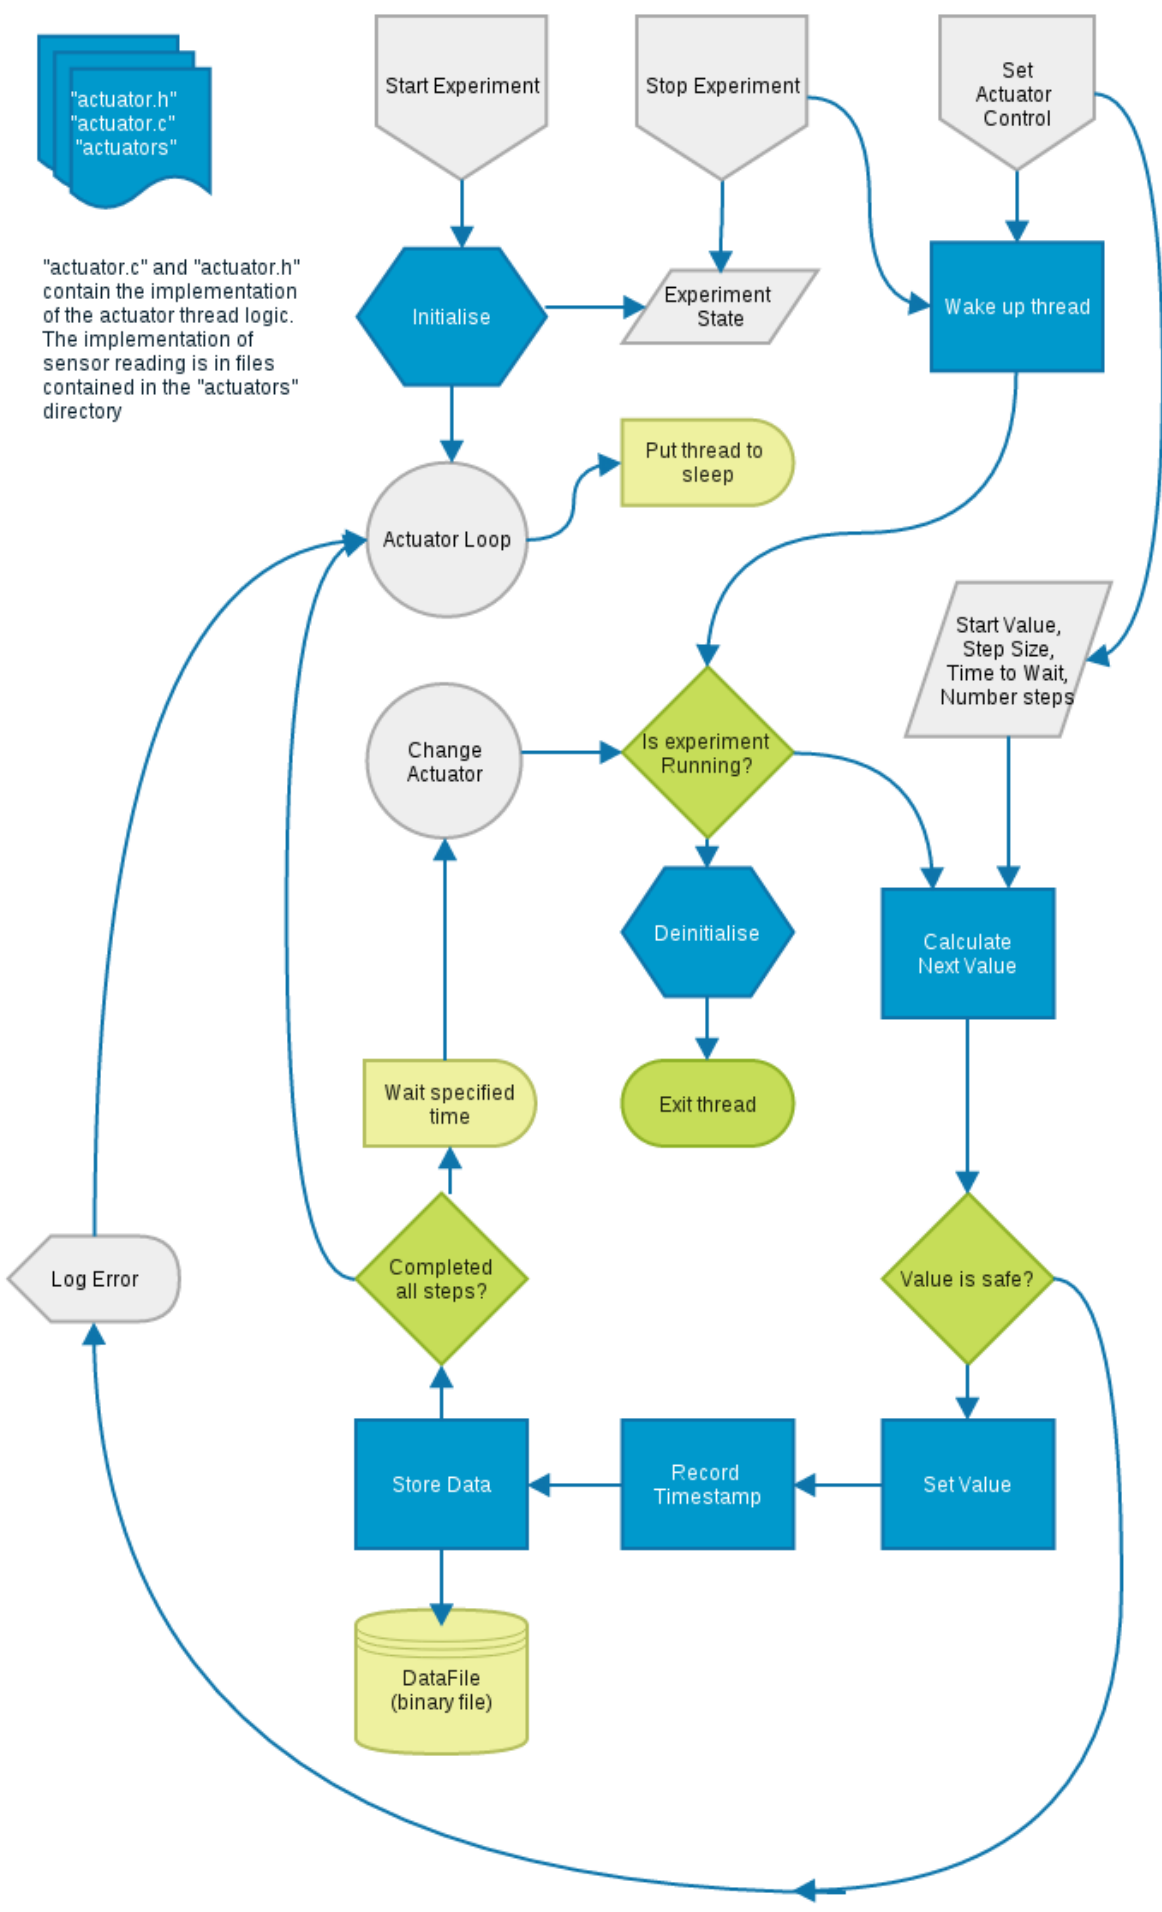 "actuator.h"
"actuator.c"
"actuators"
Start Experiment
Stop Experiment
Set
Actuator
Control
"actuator.c" and "actuator.h"
contain the implementation
of the actuator thread logic.
The implementation of
sensor reading is in files
contained in the "actuators"
directory
Initialise
Experiment
State
Wake up thread
Put thread to
sleep
Actuator Loop
Start Value,
Step Size,
Time to Wait,
Number steps
Change
Actuator
Is experiment
Running?
Deinitialise
Calculate
Next Value
Wait specified
time
Exit thread
Log Error
Completed
all steps?
Value is safe?
Store Data
Record
Timestamp
Set Value
DataFile
(binary file)